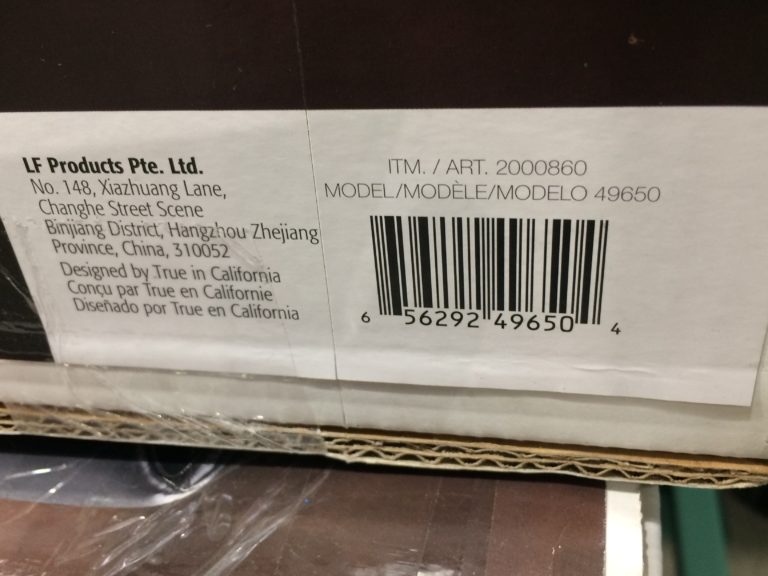 LF Products Pte. Ltd.
No. 148, Xiazhuang Lane,
Changhe Street Scene
Binjiang District, Hangzhou Zhejiang
Province, China, 310052
Designed by True in California
Conçu par True en Californie
Diseñado por True en California
ITM. / ART. 2000860
MODEL/MODÈLE/MODELO 49650
6 56292 49650 4